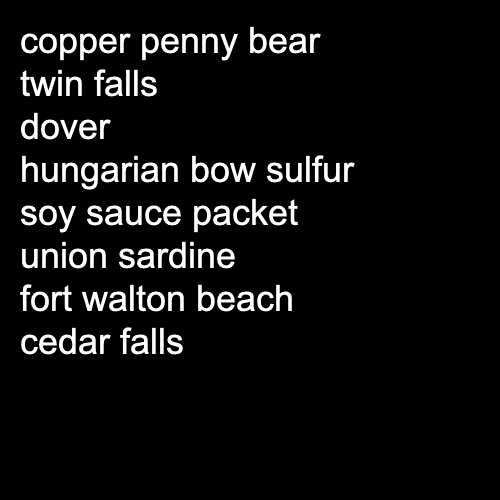 copper penny bear
twin falls
dover
hungarian bow sulfur
soy sauce packet
union sardine
fort walton beach
cedar falls